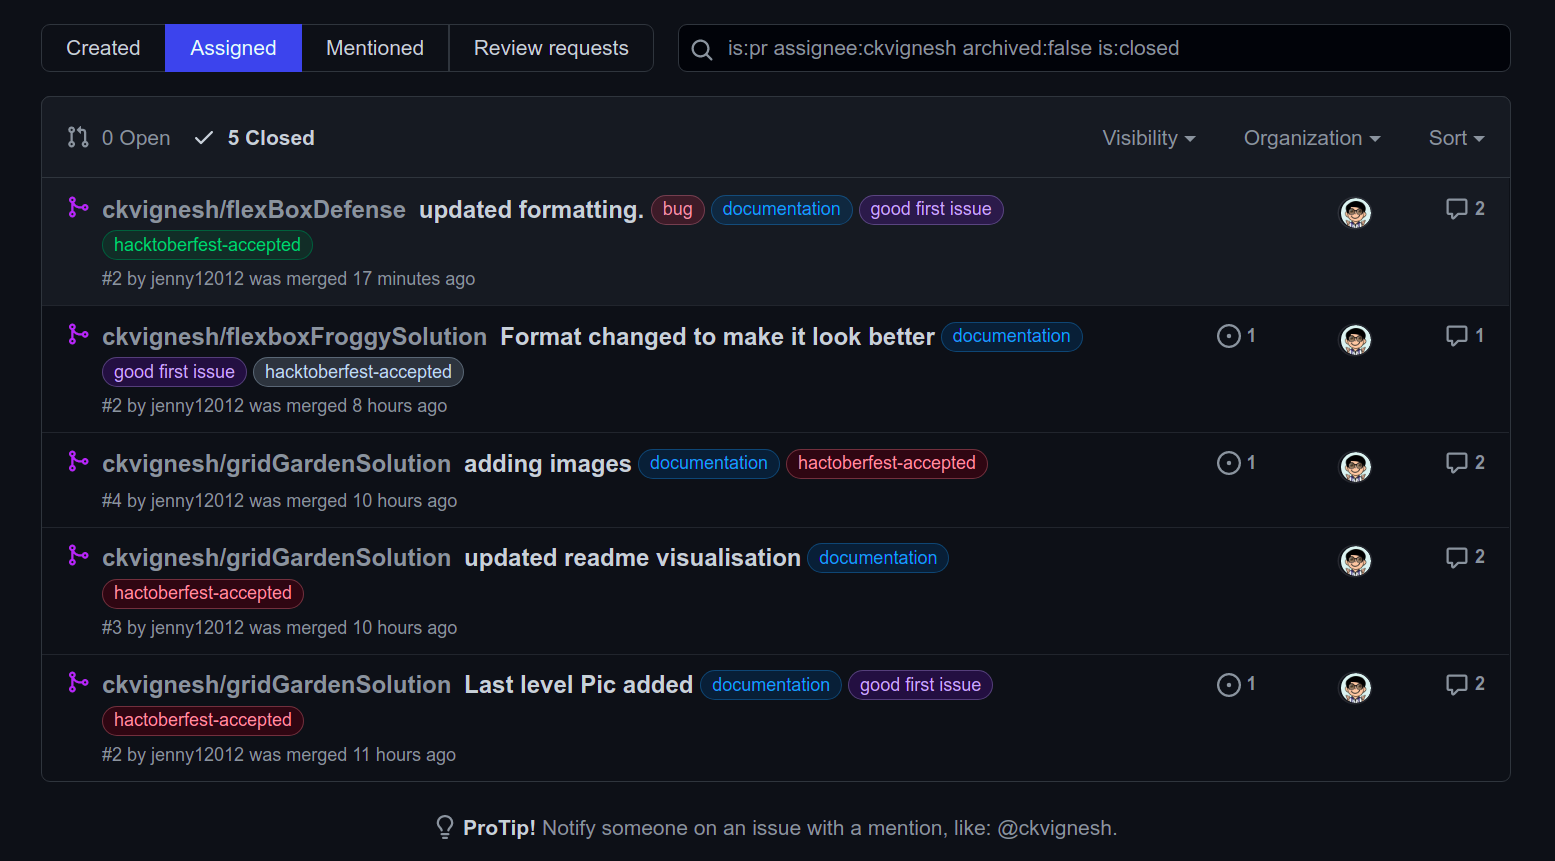 Created Assigned Mentioned Review requests is:pr assignee:ckvignesh archived:false is:closed
0 Open 5 Closed Visibility Organization Sort
ckvignesh/flexBoxDefense updated formatting. bug documentation good first issue 2
hacktoberfest-accepted
#2 by jenny12012 was merged 17 minutes ago
ckvignesh/flexboxFroggySolution Format changed to make it look better documentation 1 1
good first issue hacktoberfest-accepted
#2 by jenny12012 was merged 8 hours ago
ckvignesh/gridGardenSolution adding images documentation hactoberfest-accepted 1 2
#4 by jenny12012 was merged 10 hours ago
ckvignesh/gridGardenSolution updated readme visualisation documentation 2
hactoberfest-accepted
#3 by jenny12012 was merged 10 hours ago
ckvignesh/gridGardenSolution Last level Pic added documentation good first issue 1 2
hactoberfest-accepted
#2 by jenny12012 was merged 11 hours ago
ProTip! Notify someone on an issue with a mention, like: @ckvignesh.